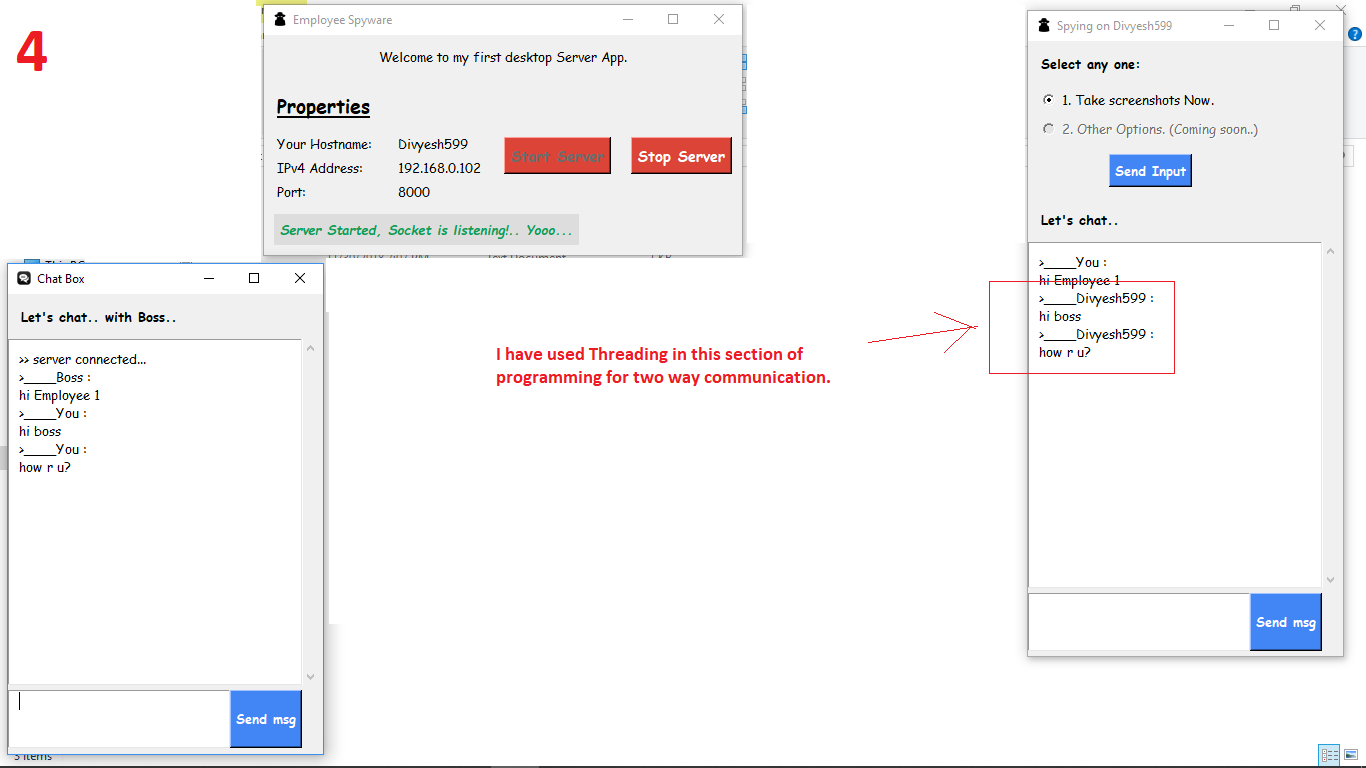 4
Employee Spyware
Welcome to my first desktop Server App.
Properties
Your Hostname: Divyesh599
IPv4 Address: 192.168.0.102
Port: 8000
Start Server
Stop Server
Server Started, Socket is listening!.. Yooo...
Spying on Divyesh599
Select any one:
1. Take screenshots Now.
2. Other Options. (Coming soon..)
Send Input
Let's chat..
>_____You :
hi Employee 1
>_____Divyesh599 :
hi boss
>_____Divyesh599 :
how r u?
Send msg
Chat Box
Let's chat.. with Boss..
>> server connected...
>_____Boss :
hi Employee 1
>_____You :
hi boss
>_____You :
how r u?
Send msg
I have used Threading in this section of
programming for two way communication.
items